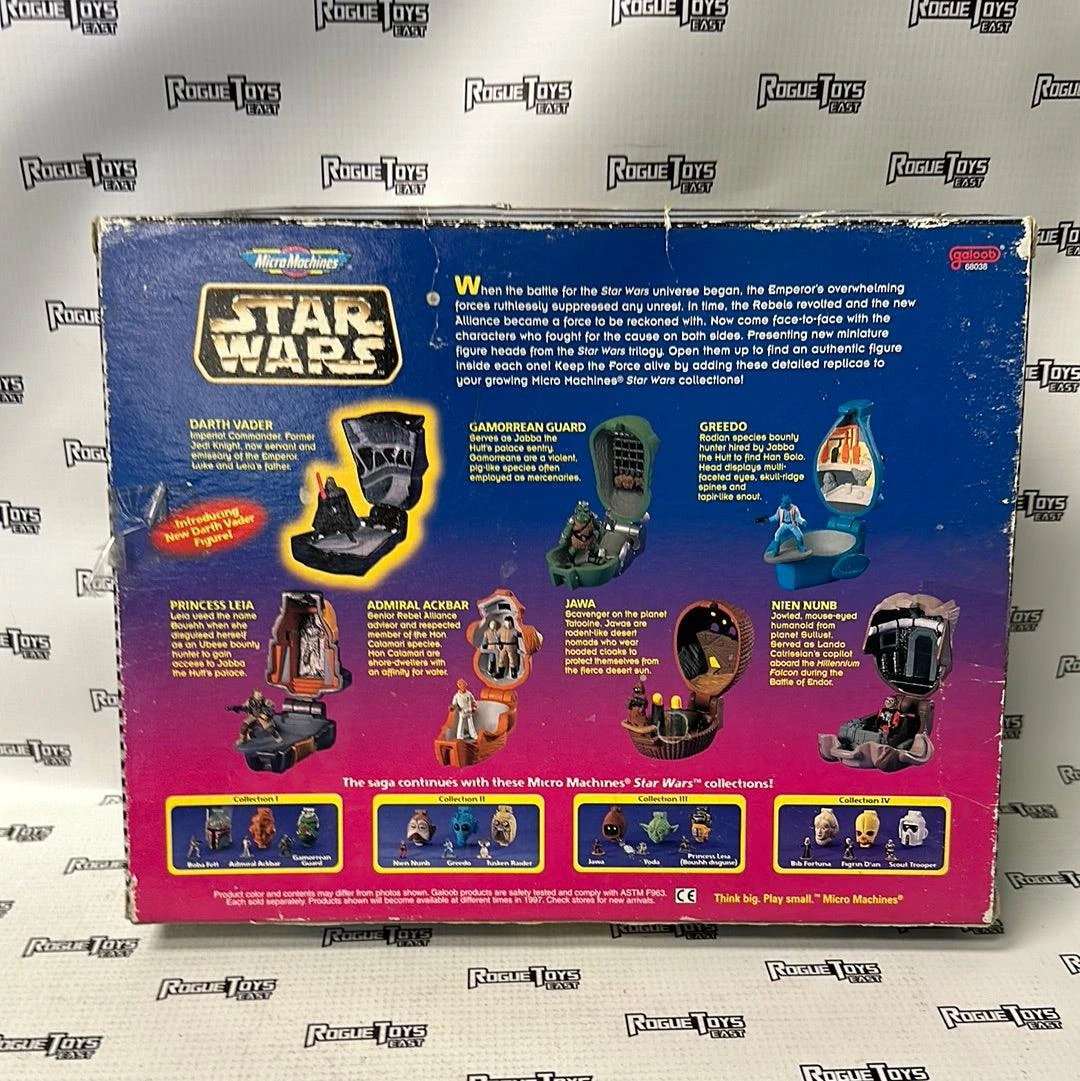 Micro Machines
STAR
WARS
galoob
68038
When the battle for the Star Wars universe began, the Emperor's overwhelming
forces ruthlessly suppressed any unrest. In time, the Rebels revolted and the new
Alliance became a force to be reckoned with. Now come face-to-face with the
characters who fought for the cause on both sides. Presenting new miniature
figure heads from the Star Wars trilogy. Open them up to find an authentic figure
inside each one! Keep the Force alive by adding these detailed replicas to
your growing Micro Machines® Star Wars collections!
DARTH VADER
Imperial Commander. Former
Jedi Knight, now servant and
emissary of the Emperor.
Luke and Leia's father.
Introducing
New Darth Vader
Figure!
GAMORREAN GUARD
Serves as Jabba the
Hutt's palace sentry.
Gamorreans are a violent,
pig-like species often
employed as mercenaries.
GREEDO
Rodian species bounty
hunter hired by Jabba
the Hutt to find Han Solo.
Head displays multi-
faceted eyes, skull-ridge
spines and
tapir-like snout.
PRINCESS LEIA
Leia used the name
Boushh when she
disguised herself
as an Ubese bounty
hunter to gain
access to Jabba
the Hutt's palace.
ADMIRAL ACKBAR
Senior Rebel Alliance
advisor and respected
member of the Mon
Calamari species.
Mon Calamari are
shore-dwellers with
an affinity for water.
JAWA
Scavenger on the planet
Tatooine. Jawas are
rodent-like desert
nomads who wear
hooded cloaks to
protect themselves from
the fierce desert sun.
NIEN NUNB
Jowled, mouse-eyed
humanoid from
planet Sullust.
Served as Lando
Calrissian's copilot
aboard the Millennium
Falcon during the
Battle of Endor.
The saga continues with these Micro Machines® Star Wars™ collections!
Collection I
Boba Fett
Admiral Ackbar
Gamorrean
Guard
Collection II
Nien Nunb
Greedo
Tusken Raider
Collection III
Jawa
Yoda
Princess Leia
(Boushh disguise)
Collection IV
Bib Fortuna
Figrin D'an
Scout Trooper
Product color and contents may differ from photos shown. Galoob products are safety tested and comply with ASTM F963.
Each sold separately. Products shown will become available at different times in 1997. Check stores for new arrivals.
CE
Think big. Play small.™ Micro Machines®
ROGUE TOYS
EAST